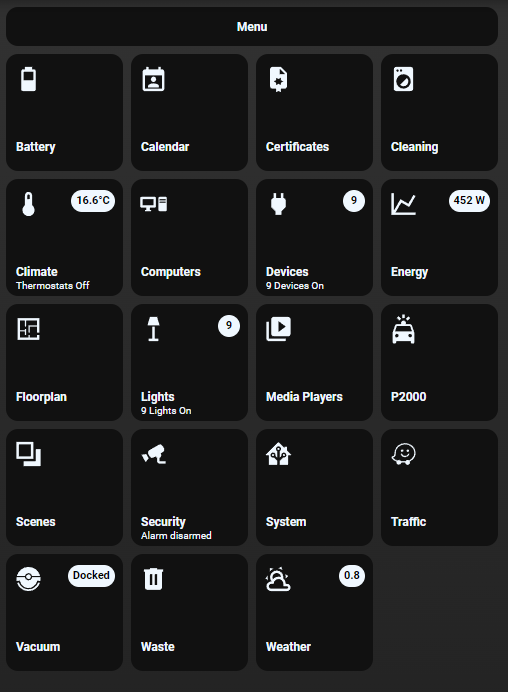 Menu
Battery
Calendar
Certificates
Cleaning
16.6°C
Climate
Thermostats Off
Computers
9
Devices
9 Devices On
452 W
Energy
Floorplan
9
Lights
9 Lights On
Media Players
P2000
Scenes
Security
Alarm disarmed
System
Traffic
Docked
Vacuum
Waste
0.8
Weather